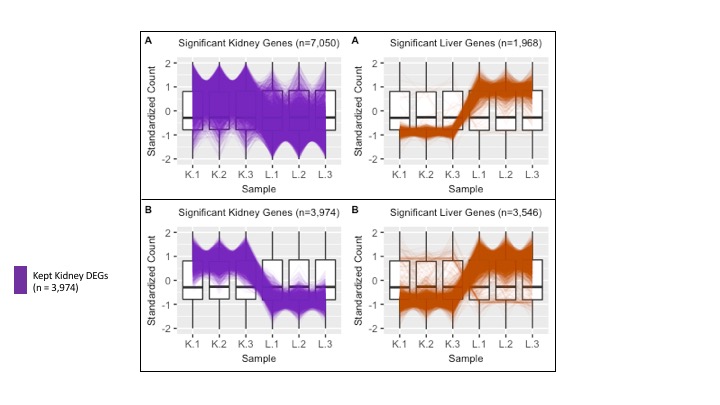 A Significant Kidney Genes (n=7,050)
A Significant Liver Genes (n=1,968)
Standardized Count
2
1
0
-1
-2
K.1 K.2 K.3 L.1 L.2 L.3
Sample
Standardized Count
2
1
0
-1
-2
K.1 K.2 K.3 L.1 L.2 L.3
Sample
B Significant Kidney Genes (n=3,974)
B Significant Liver Genes (n=3,546)
Standardized Count
2
1
0
-1
-2
K.1 K.2 K.3 L.1 L.2 L.3
Sample
Standardized Count
2
1
0
-1
-2
K.1 K.2 K.3 L.1 L.2 L.3
Sample
Kept Kidney DEGs
(n = 3,974)